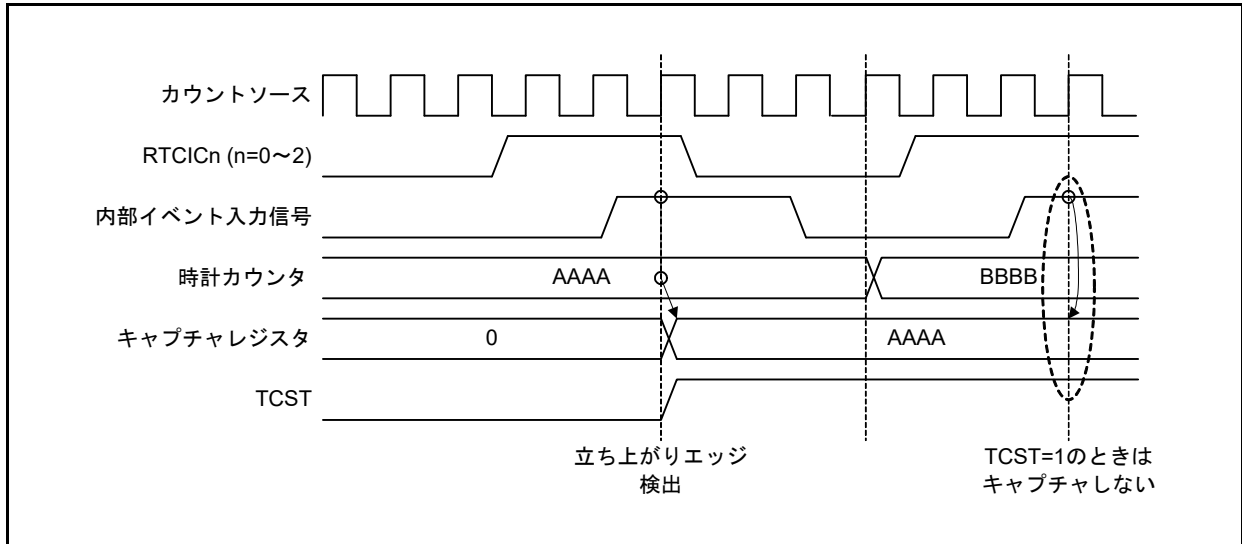 カウントソース
RTCICn (n=0～2)
内部イベント入力信号
時計カウンタ
AAAA
BBBB
キャプチャレジスタ
0
AAAA
TCST
立ち上がりエッジ
検出
TCST=1のときは
キャプチャしない